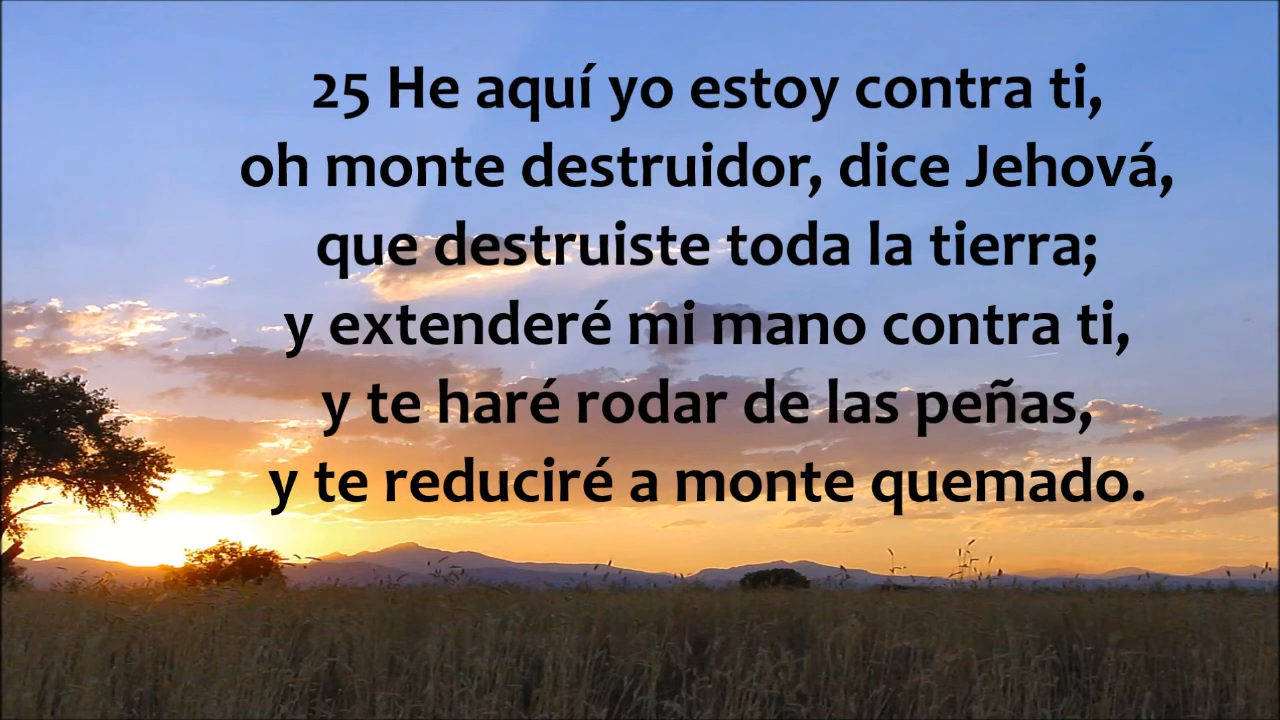 25 He aquí yo estoy contra ti,
oh monte destruidor, dice Jehová,
que destruiste toda la tierra;
y extenderé mi mano contra ti,
y te haré rodar de las peñas,
y te reduciré a monte quemado.